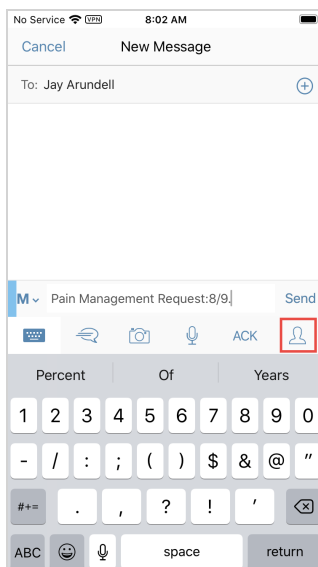 No Service VPN 8:02 AM
Cancel New Message
To: Jay Arundell
M Pain Management Request:8/9. Send
ACK
Percent Of Years
1 2 3 4 5 6 7 8 9 0
- / : ; ( ) $ & @ "
#+= . , ? ! '
ABC space return